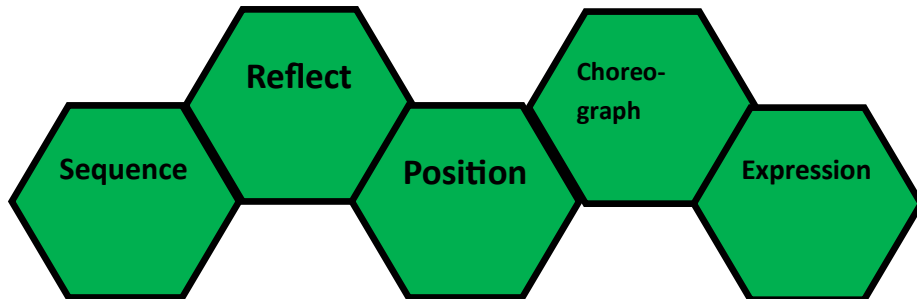 Sequence
Reflect
Position
Choreo-
graph
Expression